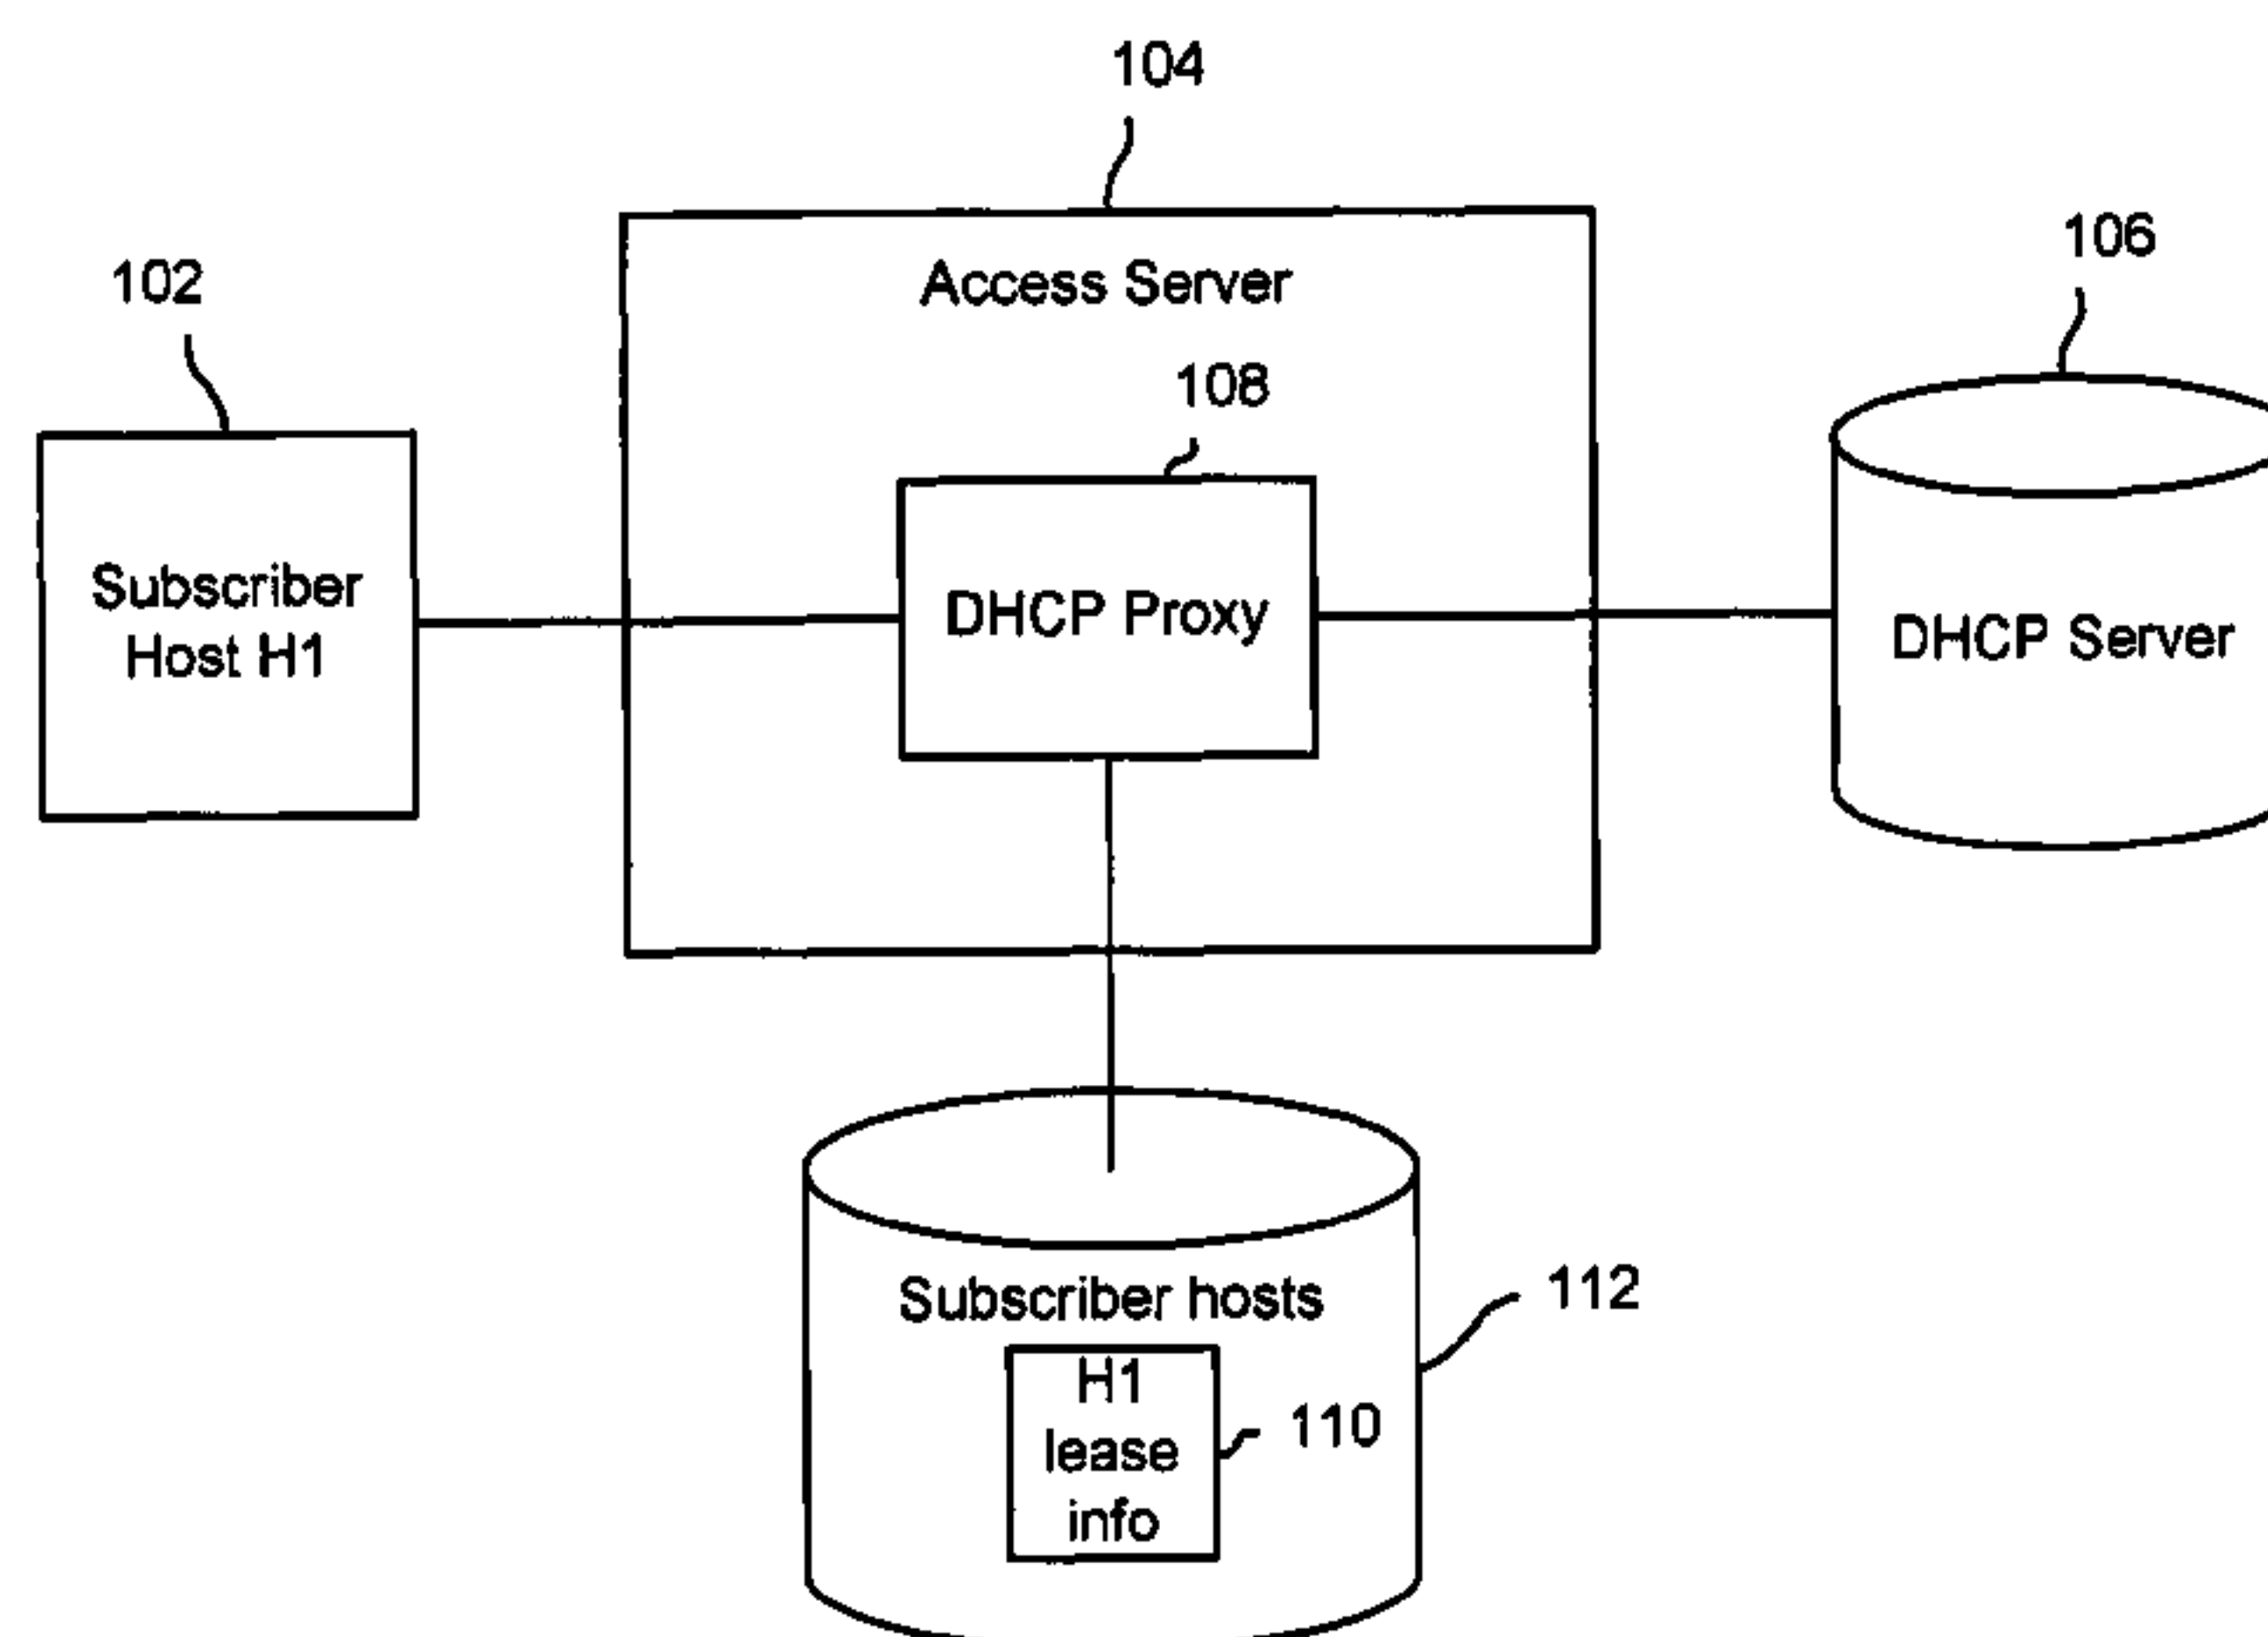 104
106
102
Access Server
108
Subscriber
Host H1
DHCP Proxy
DHCP Server
Subscriber hosts
112
H1
lease
info
110